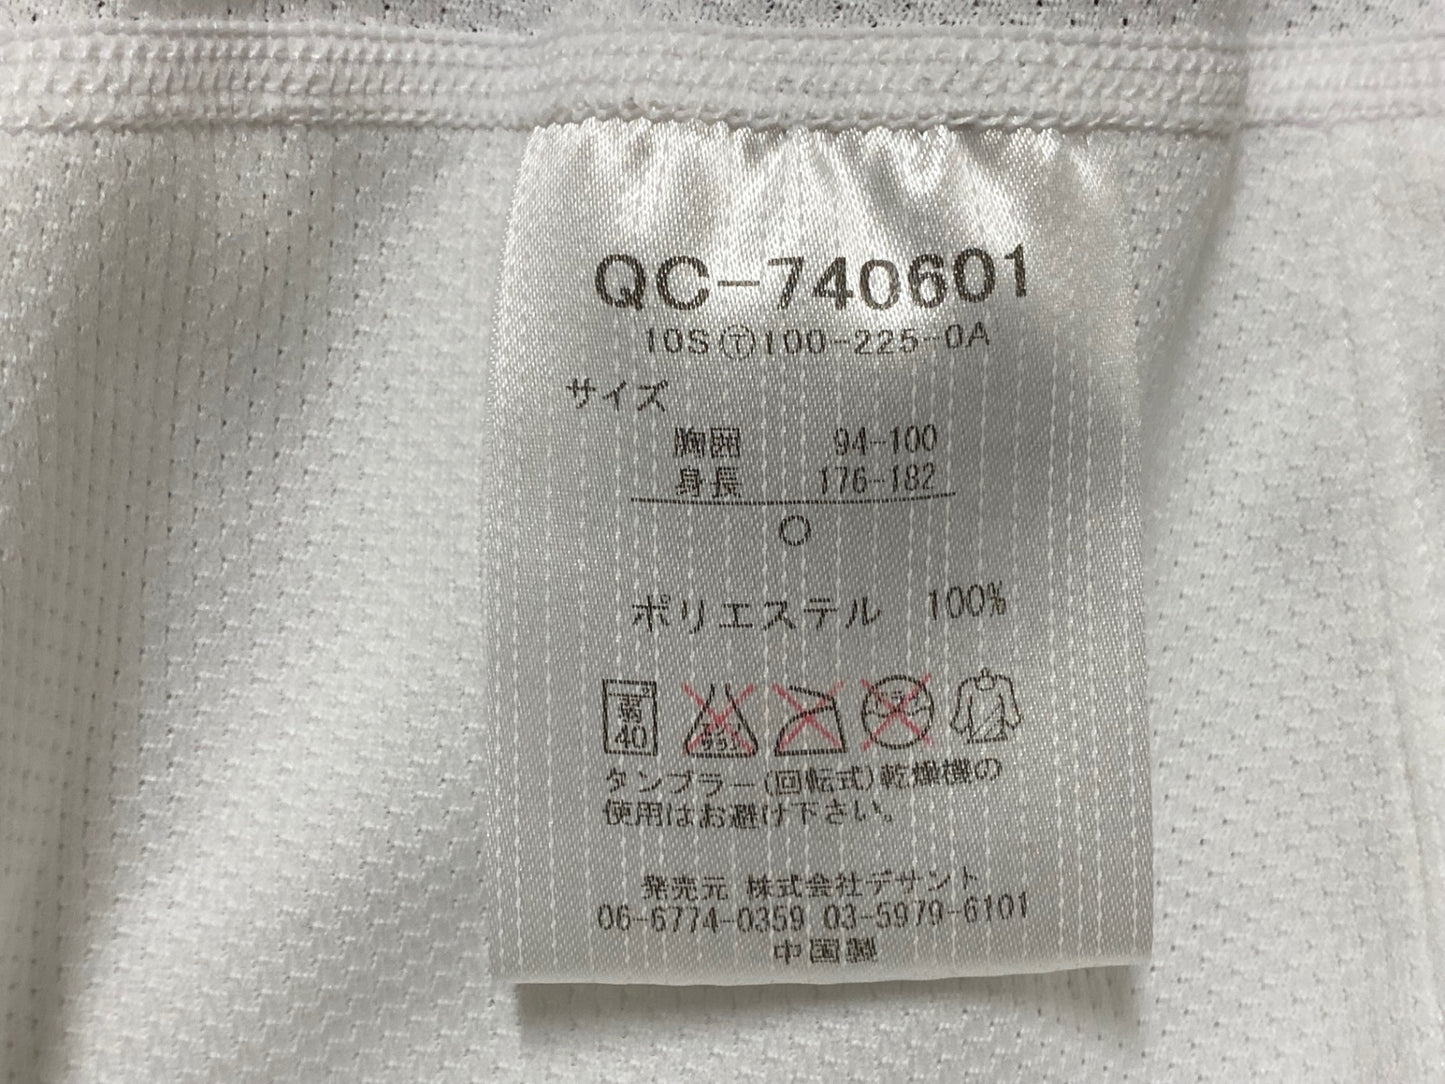 QC-740601
10SⓉ100-225-0A
サイズ
胸囲 94-100
身長 176-182
O
ポリエステル 100%
40
タンブラー(回転式)乾燥機の
使用はお避け下さい。
発売元 株式会社デサント
06-6774-0359 03-5979-6101
中国製